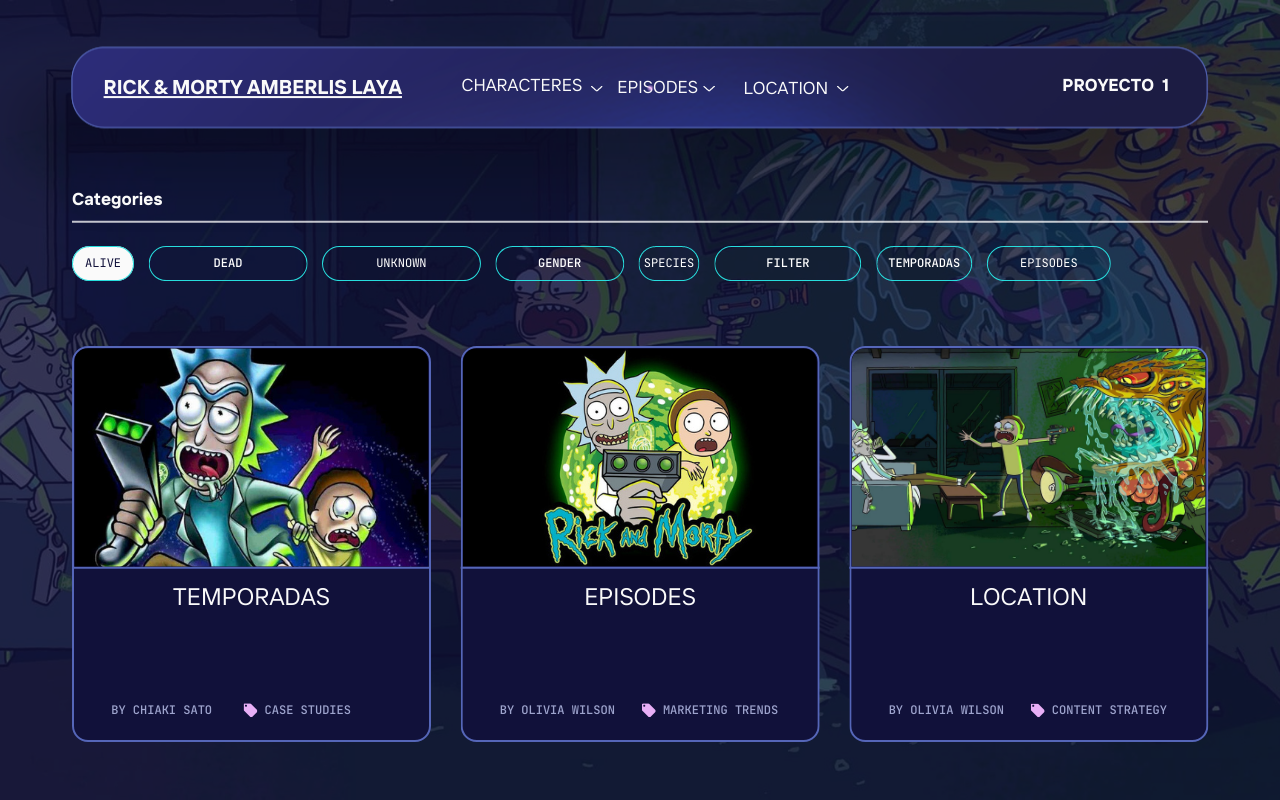 RICK & MORTY AMBERLIS LAYA CHARACTERES EPISODES LOCATION PROYECTO 1
Categories
ALIVE DEAD UNKNOWN GENDER SPECIES FILTER TEMPORADAS EPISODES
RICK AND MORTY
TEMPORADAS EPISODES LOCATION
BY CHIAKI SATO CASE STUDIES BY OLIVIA WILSON MARKETING TRENDS BY OLIVIA WILSON CONTENT STRATEGY